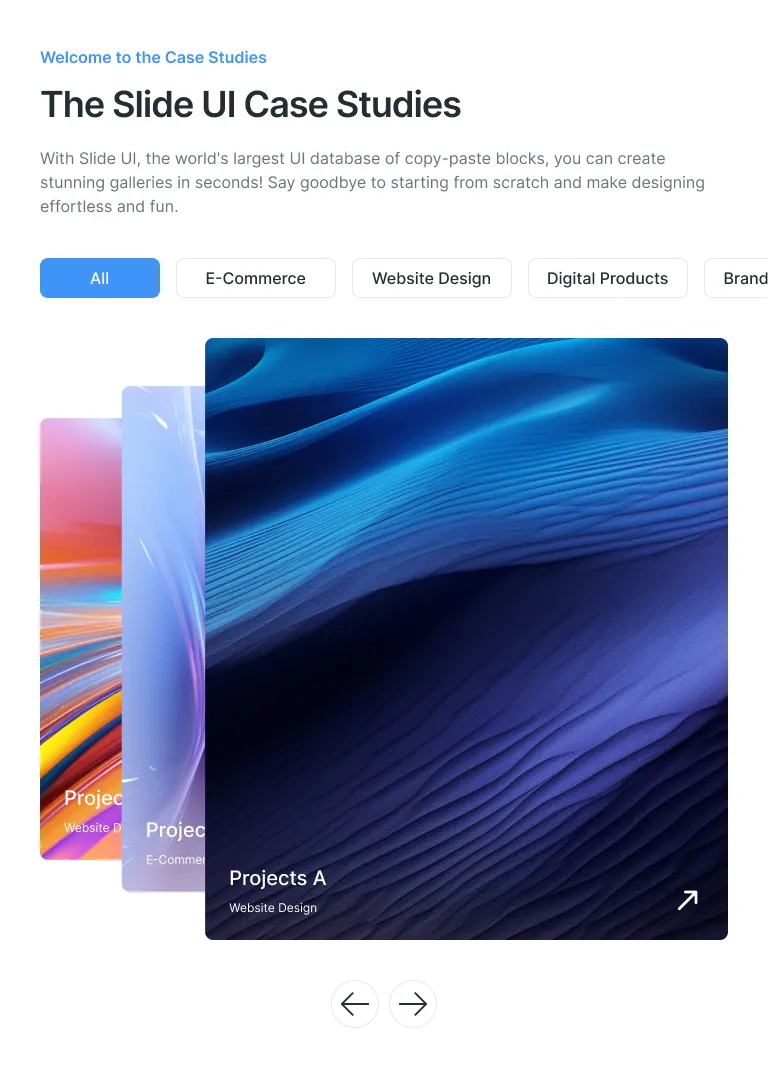 Welcome to the Case Studies
The Slide UI Case Studies
With Slide UI, the world's largest UI database of copy-paste blocks, you can create
stunning galleries in seconds! Say goodbye to starting from scratch and make designing
effortless and fun.
All
E-Commerce
Website Design
Digital Products
Brand
Projec
Website D
Projec
E-Commer
Projects A
Website Design